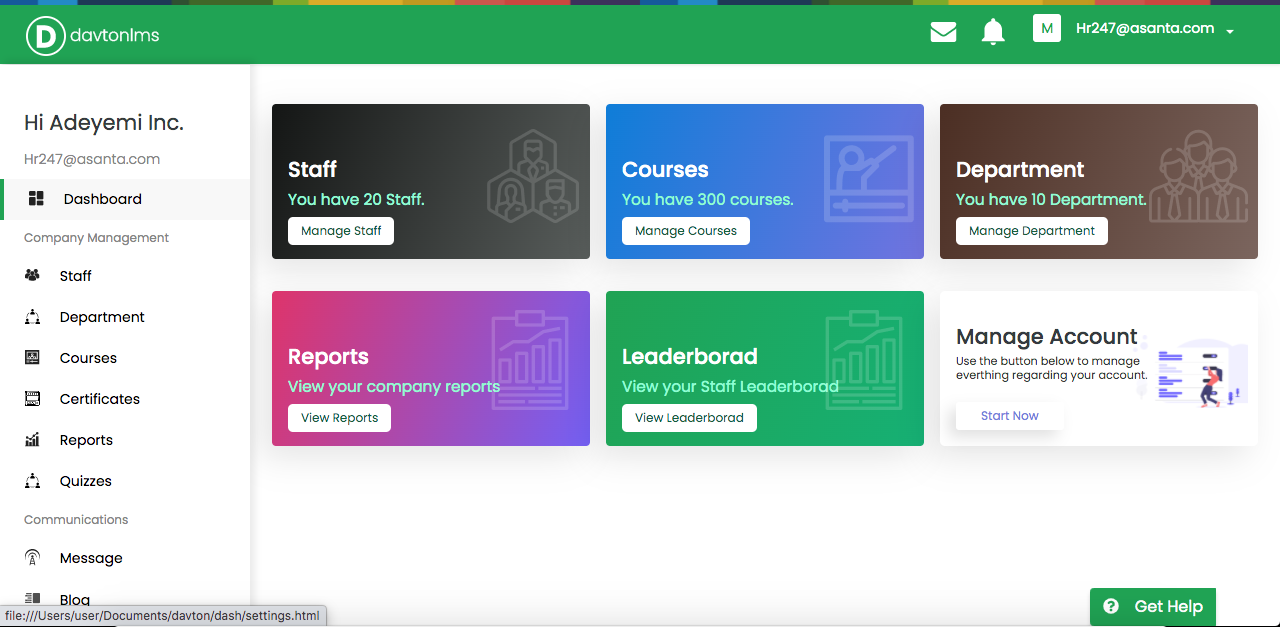 D davtonlms
M
Hr247@asanta.com
Hi Adeyemi Inc.
Hr247@asanta.com
Dashboard
Company Management
Staff
Department
Courses
Certificates
Reports
Quizzes
Communications
Message
Blog
file:///Users/user/Documents/davton/dash/settings.html
Staff
You have 20 Staff.
Manage Staff
Courses
You have 300 courses.
Manage Courses
Department
You have 10 Department.
Manage Department
Reports
View your company reports
View Reports
Leaderborad
View your Staff Leaderborad
View Leaderborad
Manage Account
Use the button below to manage
everthing regarding your account.
Start Now
? Get Help